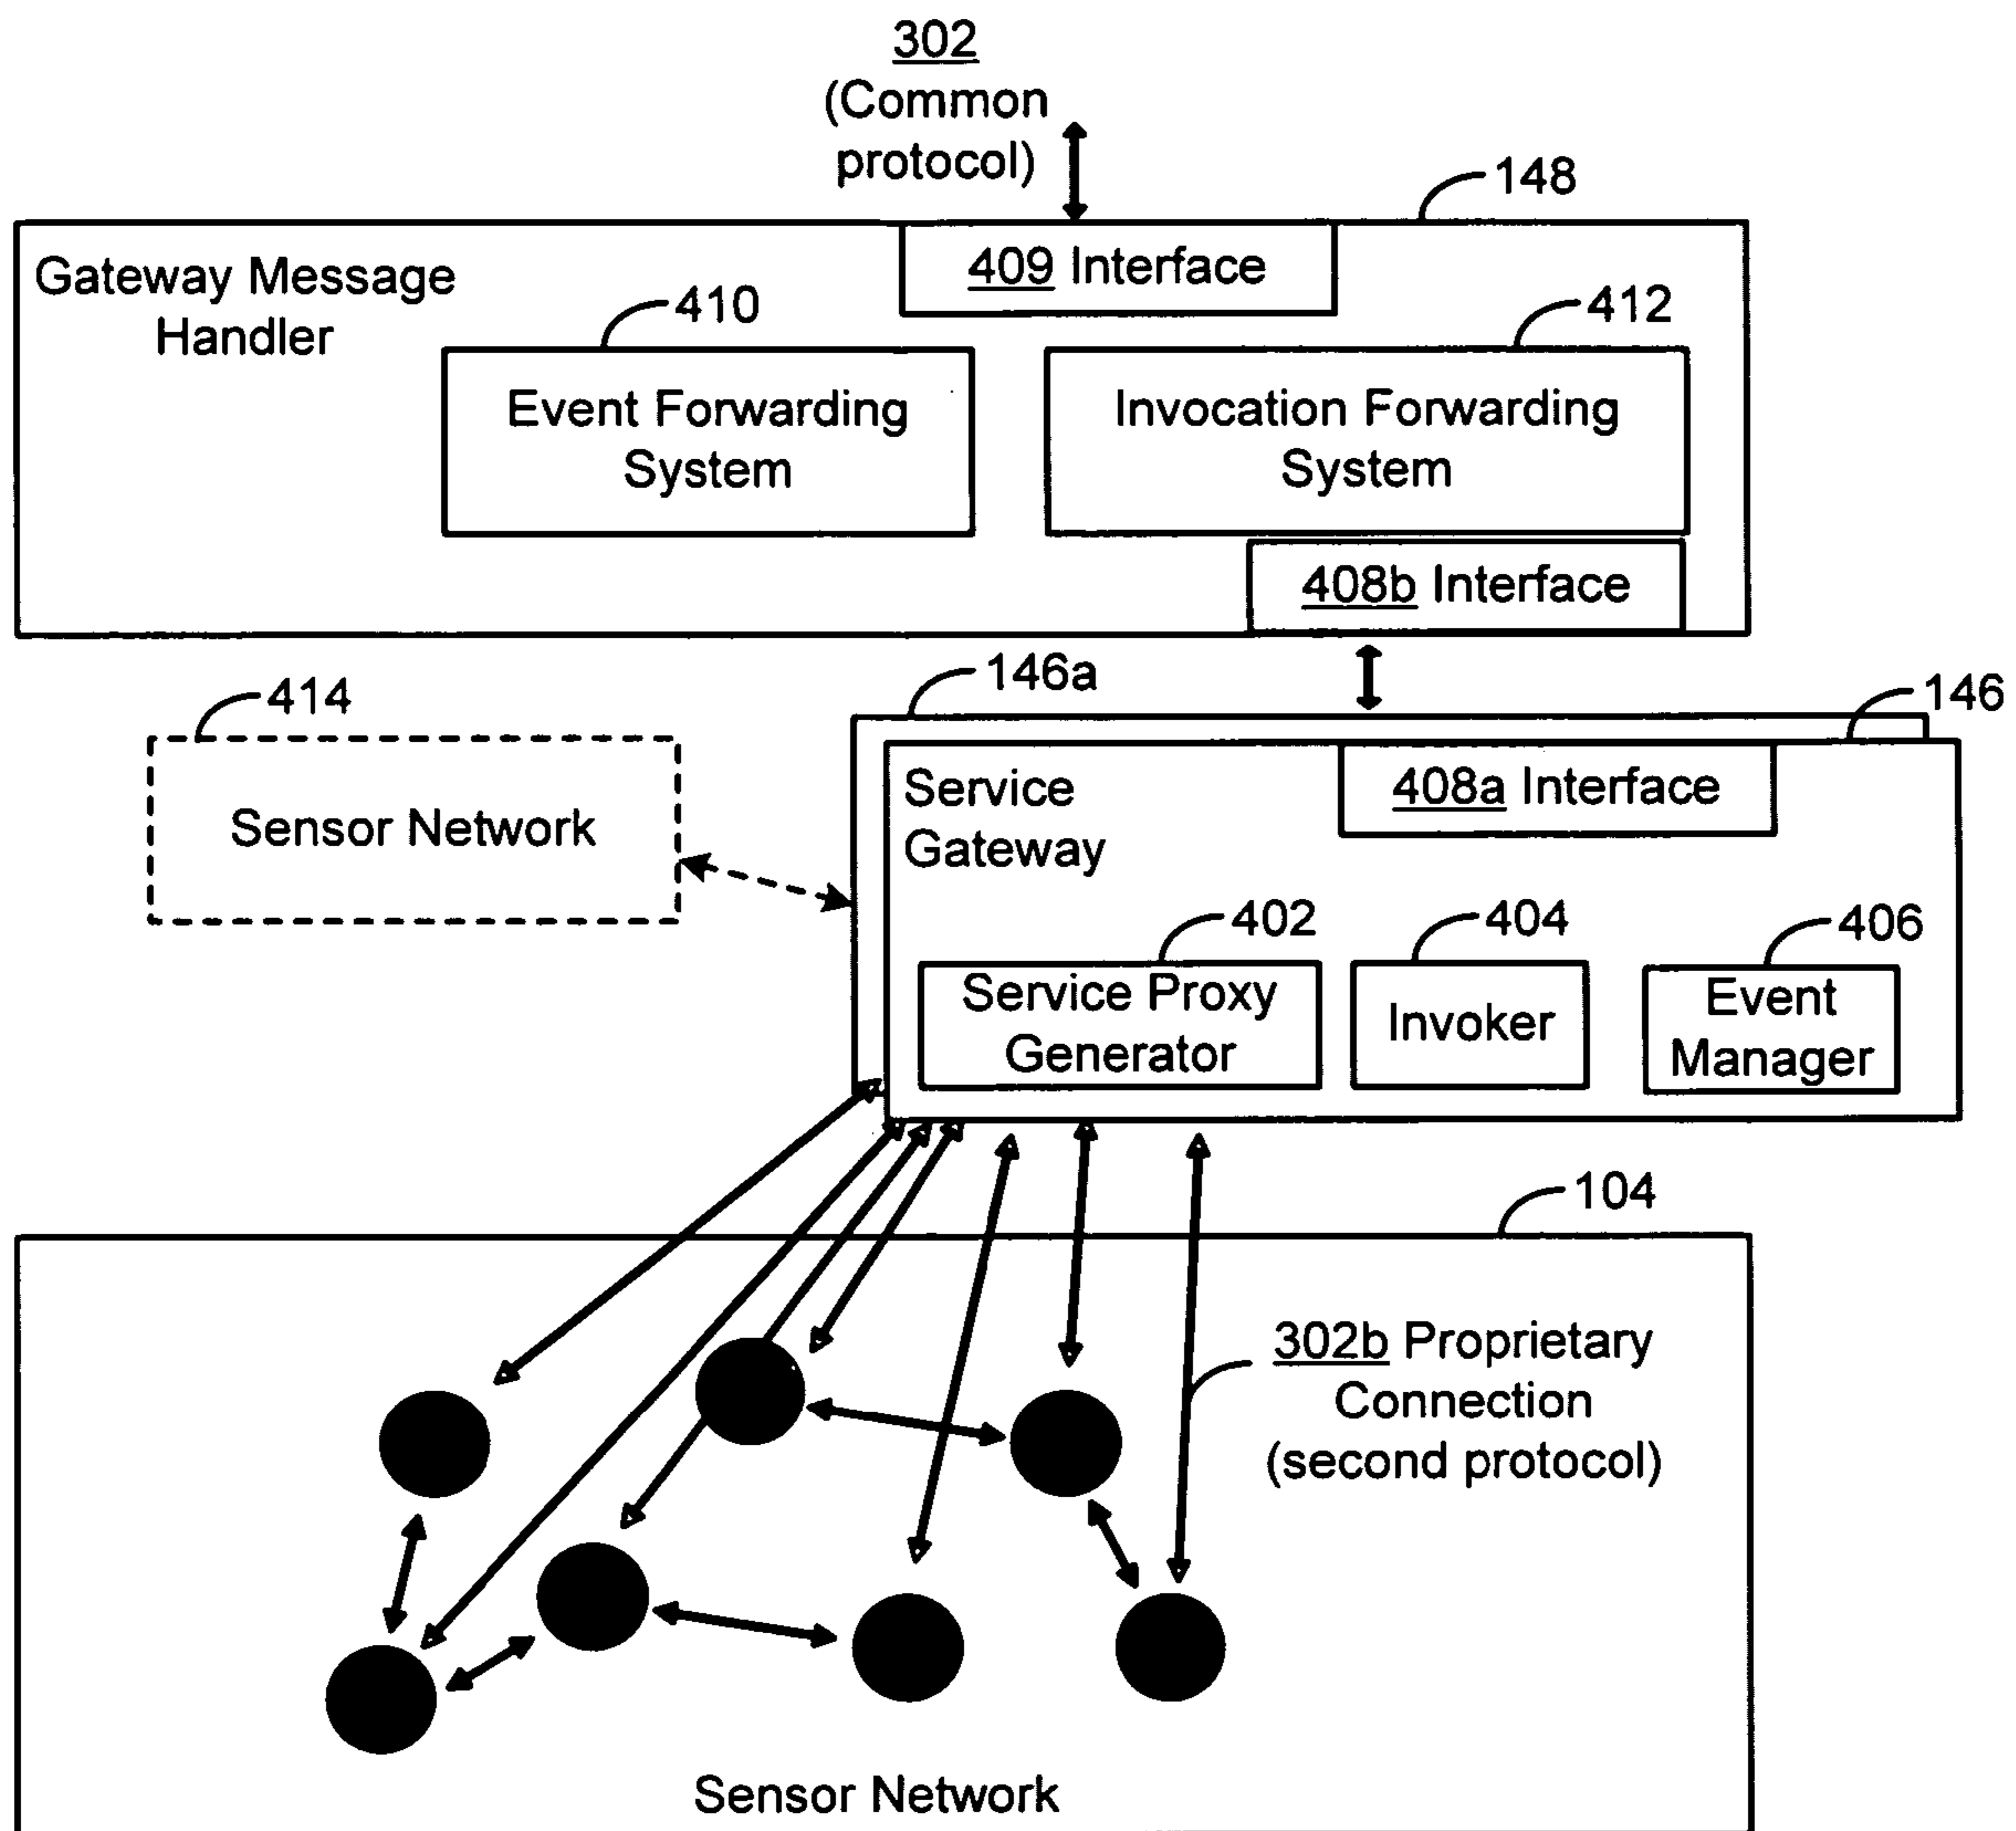 302
(Common
protocol)
148
409 Interface
Gateway Message
Handler
410
412
Event Forwarding
System
Invocation Forwarding
System
408b Interface
146a
146
414
Sensor Network
Service
Gateway
408a Interface
402
404
406
Service Proxy
Generator
Invoker
Event
Manager
104
302b Proprietary
Connection
(second protocol)
Sensor Network